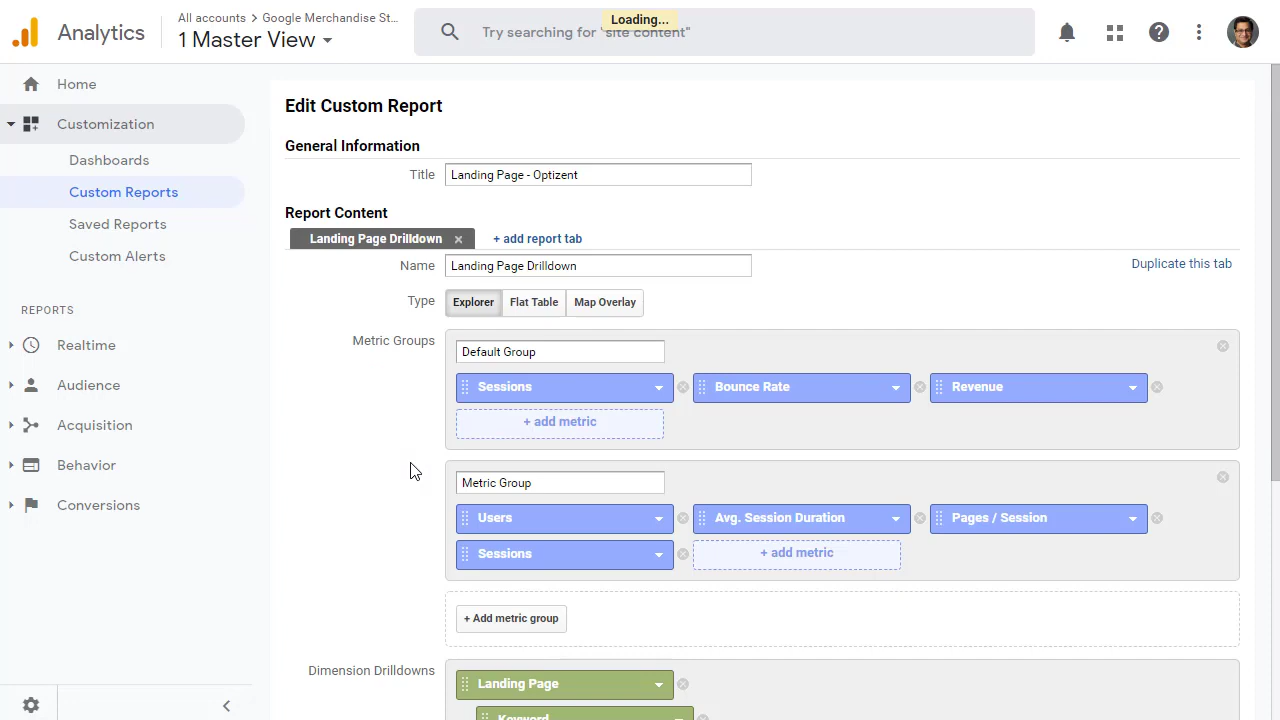 Analytics
All accounts > Google Merchandise St...
1 Master View
Try searching for "site content"
Loading...
Home
Customization
Dashboards
Custom Reports
Saved Reports
Custom Alerts
REPORTS
Realtime
Audience
Acquisition
Behavior
Conversions
Edit Custom Report
General Information
Title
Landing Page - Optizent
Report Content
Landing Page Drilldown
+ add report tab
Name
Landing Page Drilldown
Duplicate this tab
Type
Explorer
Flat Table
Map Overlay
Metric Groups
Default Group
Sessions
Bounce Rate
Revenue
+ add metric
Metric Group
Users
Avg. Session Duration
Pages / Session
Sessions
+ add metric
+ Add metric group
Dimension Drilldowns
Landing Page
Keyword